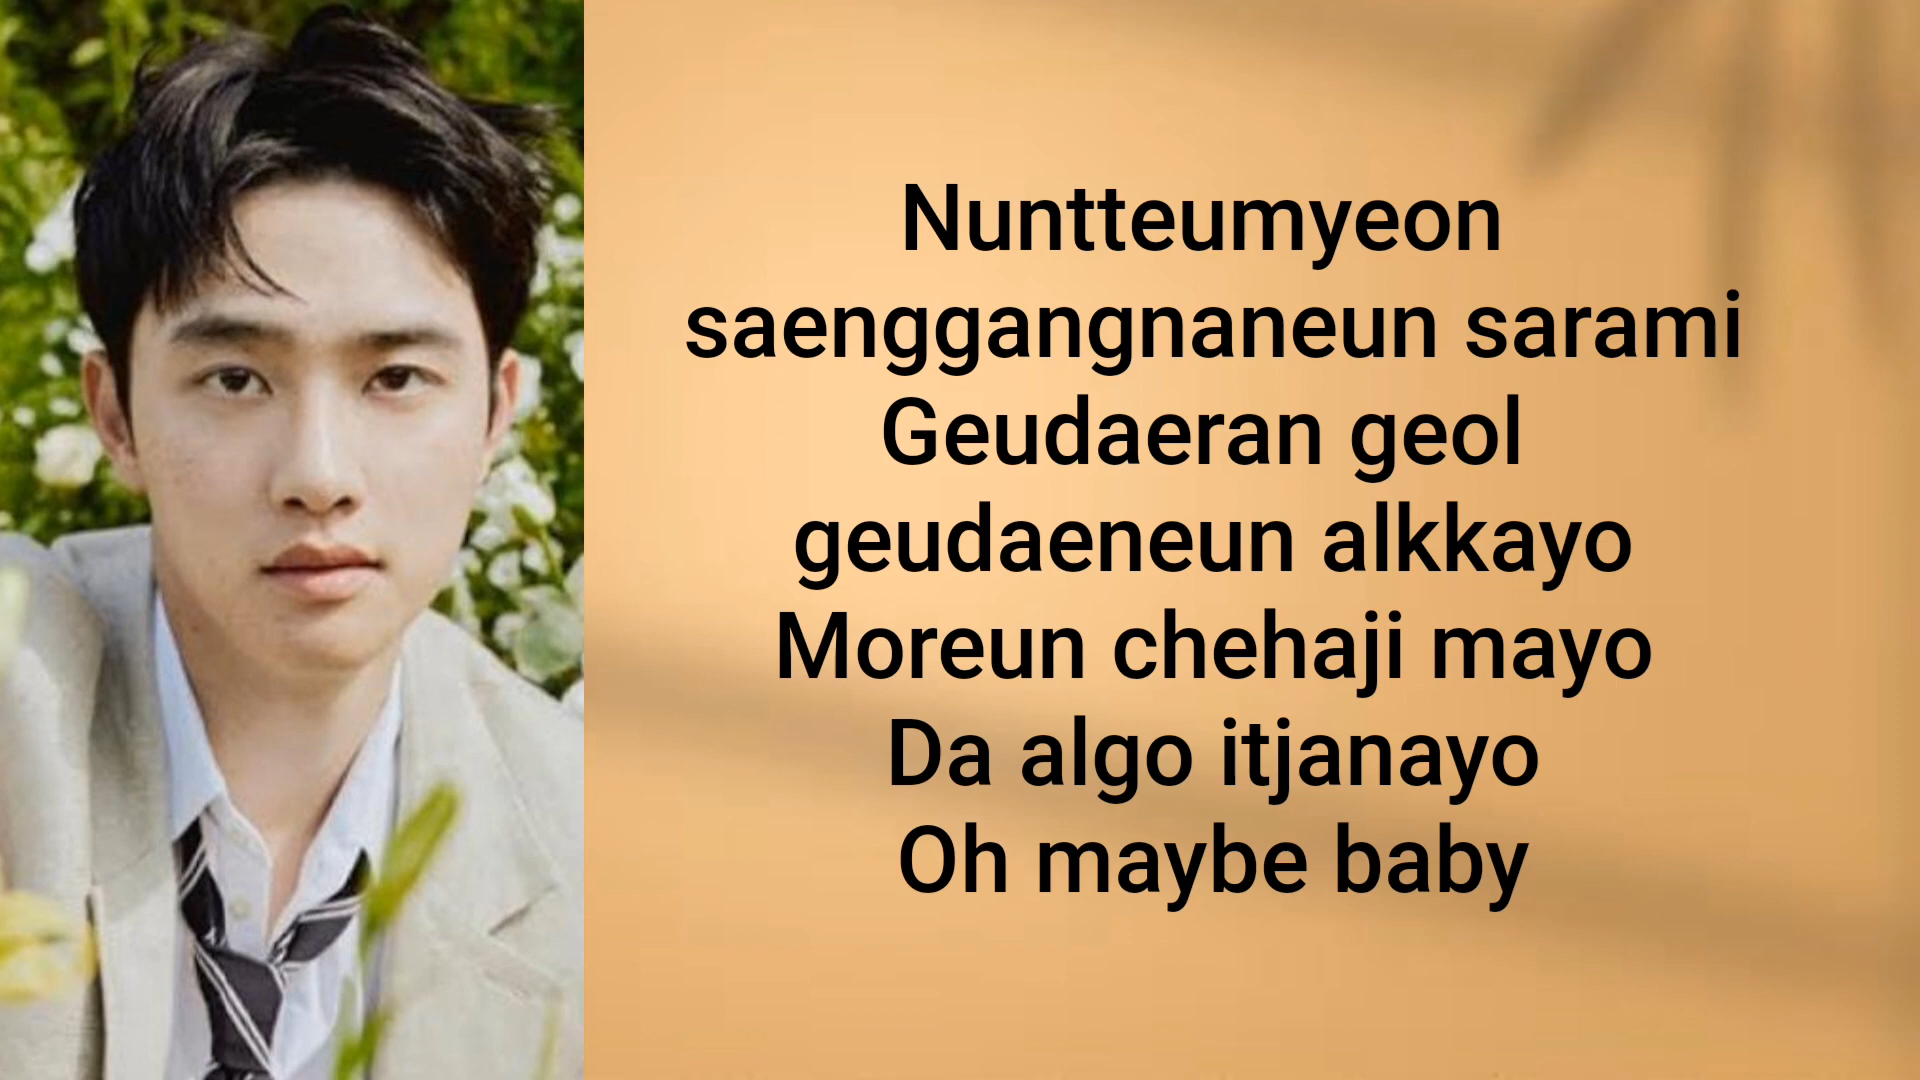 Nuntteumyeon
saenggangnaneun sarami
Geudaeran geol
geudaeneun alkkayo
Moreun chehaji mayo
Da algo itjanayo
Oh maybe baby